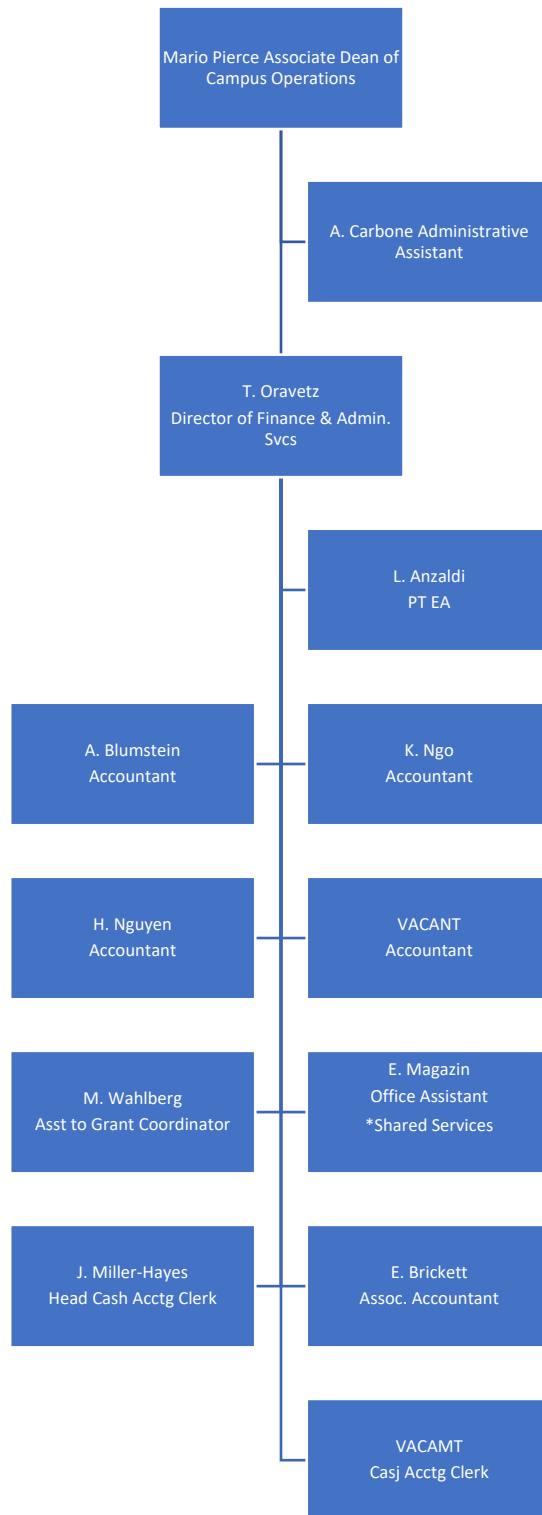 Mario Pierce Associate Dean of
Campus Operations
A. Carbone Administrative
Assistant
T. Oravetz
Director of Finance & Admin.
Svcs
L. Anzaldi
PT EA
A. Blumstein
Accountant
K. Ngo
Accountant
H. Nguyen
Accountant
VACANT
Accountant
M. Wahlberg
Asst to Grant Coordinator
E. Magazin
Office Assistant
*Shared Services
J. Miller-Hayes
Head Cash Acctg Clerk
E. Brickett
Assoc. Accountant
VACAMT
Casj Acctg Clerk